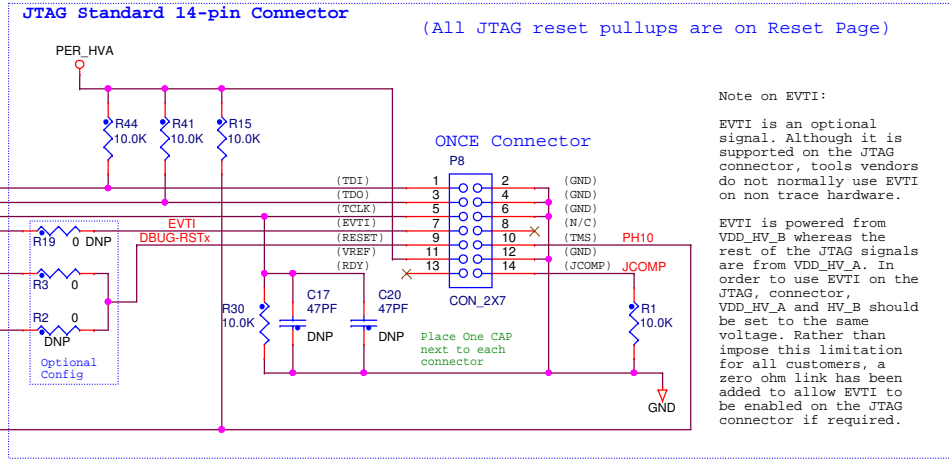 JTAG Standard 14-pin Connector
(All JTAG reset pullups are on Reset Page)
PER_HVA
R44
10.0K
R41
10.0K
R15
10.0K
ONCE Connector
P8
(TDI) 1 2 (GND)
(TDO) 3 4 (GND)
(TCLK) 5 6 (GND)
EVTI (EVTI) 7 8 (N/C)
DBUG-RSTx (RESET) 9 10 (TMS) PH10
(VREF) 11 12 (GND)
(RDY) 13 14 (JCOMP) JCOMP
CON_2X7
R19 0 DNP
R3 0
R2 0
DNP
Optional
Config
R30
10.0K
C17
47PF
DNP
C20
47PF
DNP
Place One CAP
next to each
connector
R1
10.0K
GND
Note on EVTI:
EVTI is an optional
signal. Although it is
supported on the JTAG
connector, tools vendors
do not normally use EVTI
on non trace hardware.
EVTI is powered from
VDD_HV_B whereas the
rest of the JTAG signals
are from VDD_HV_A. In
order to use EVTI on the
JTAG, connector,
VDD_HV_A and HV_B should
be set to the same
voltage. Rather than
impose this limitation
for all customers, a
zero ohm link has been
added to allow EVTI to
be enabled on the JTAG
connector if required.